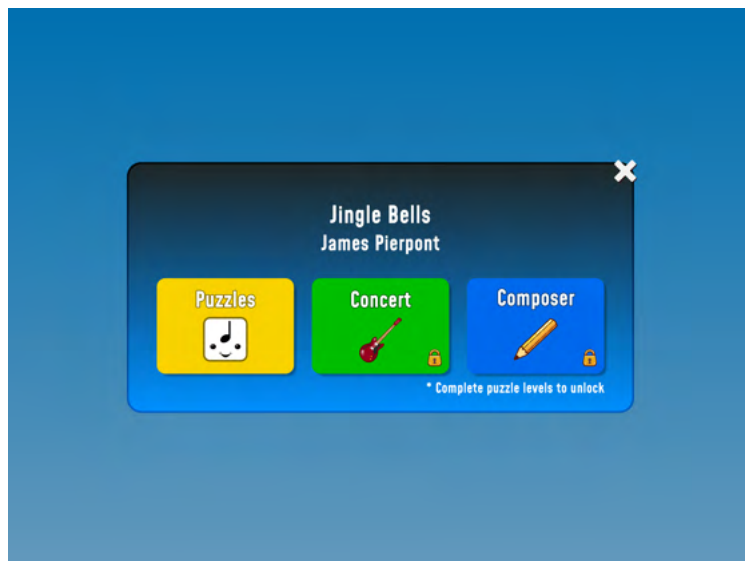 Jingle Bells
James Pierpont
Puzzles
Concert
Composer
* Complete puzzle levels to unlock